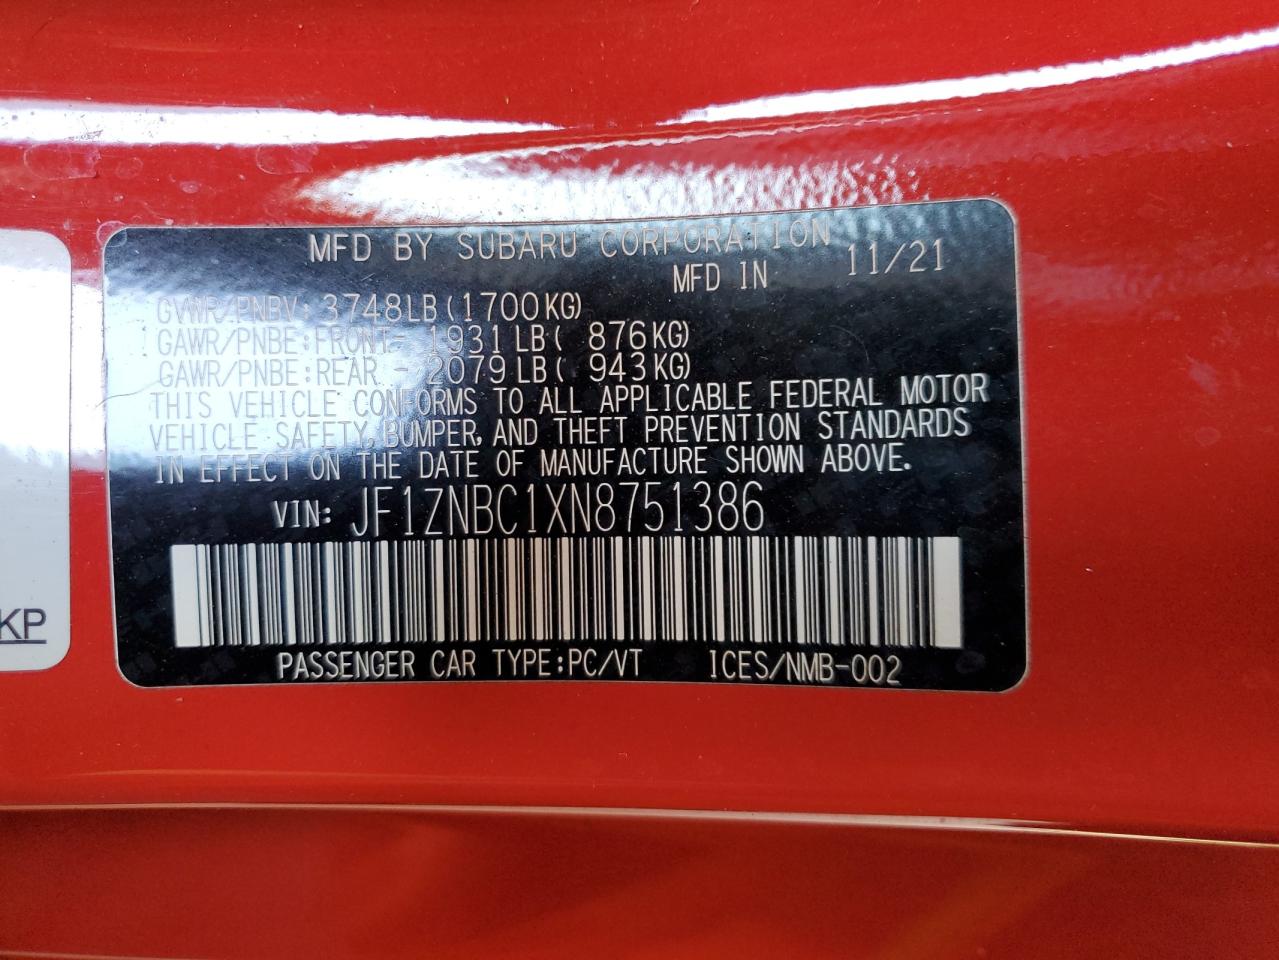 MFD BY SUBARU CORPORATION
MFD IN 11/21
GVWR/PNBV: 3748LB(1700KG)
GAWR/PNBE:FRONT- 1931LB( 876KG)
GAWR/PNBE:REAR - 2079LB( 943KG)
THIS VEHICLE CONFORMS TO ALL APPLICABLE FEDERAL MOTOR
VEHICLE SAFETY, BUMPER, AND THEFT PREVENTION STANDARDS
IN EFFECT ON THE DATE OF MANUFACTURE SHOWN ABOVE.
VIN: JF1ZNBC1XN8751386
PASSENGER CAR TYPE:PC/VT ICES/NMB-002
KP